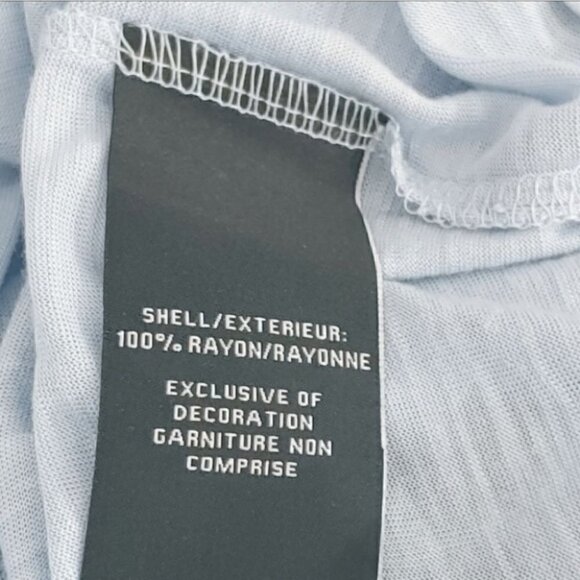 SHELL/EXTERIEUR:
100% RAYON/RAYONNE
EXCLUSIVE OF
DECORATION
GARNITURE NON
COMPRISE